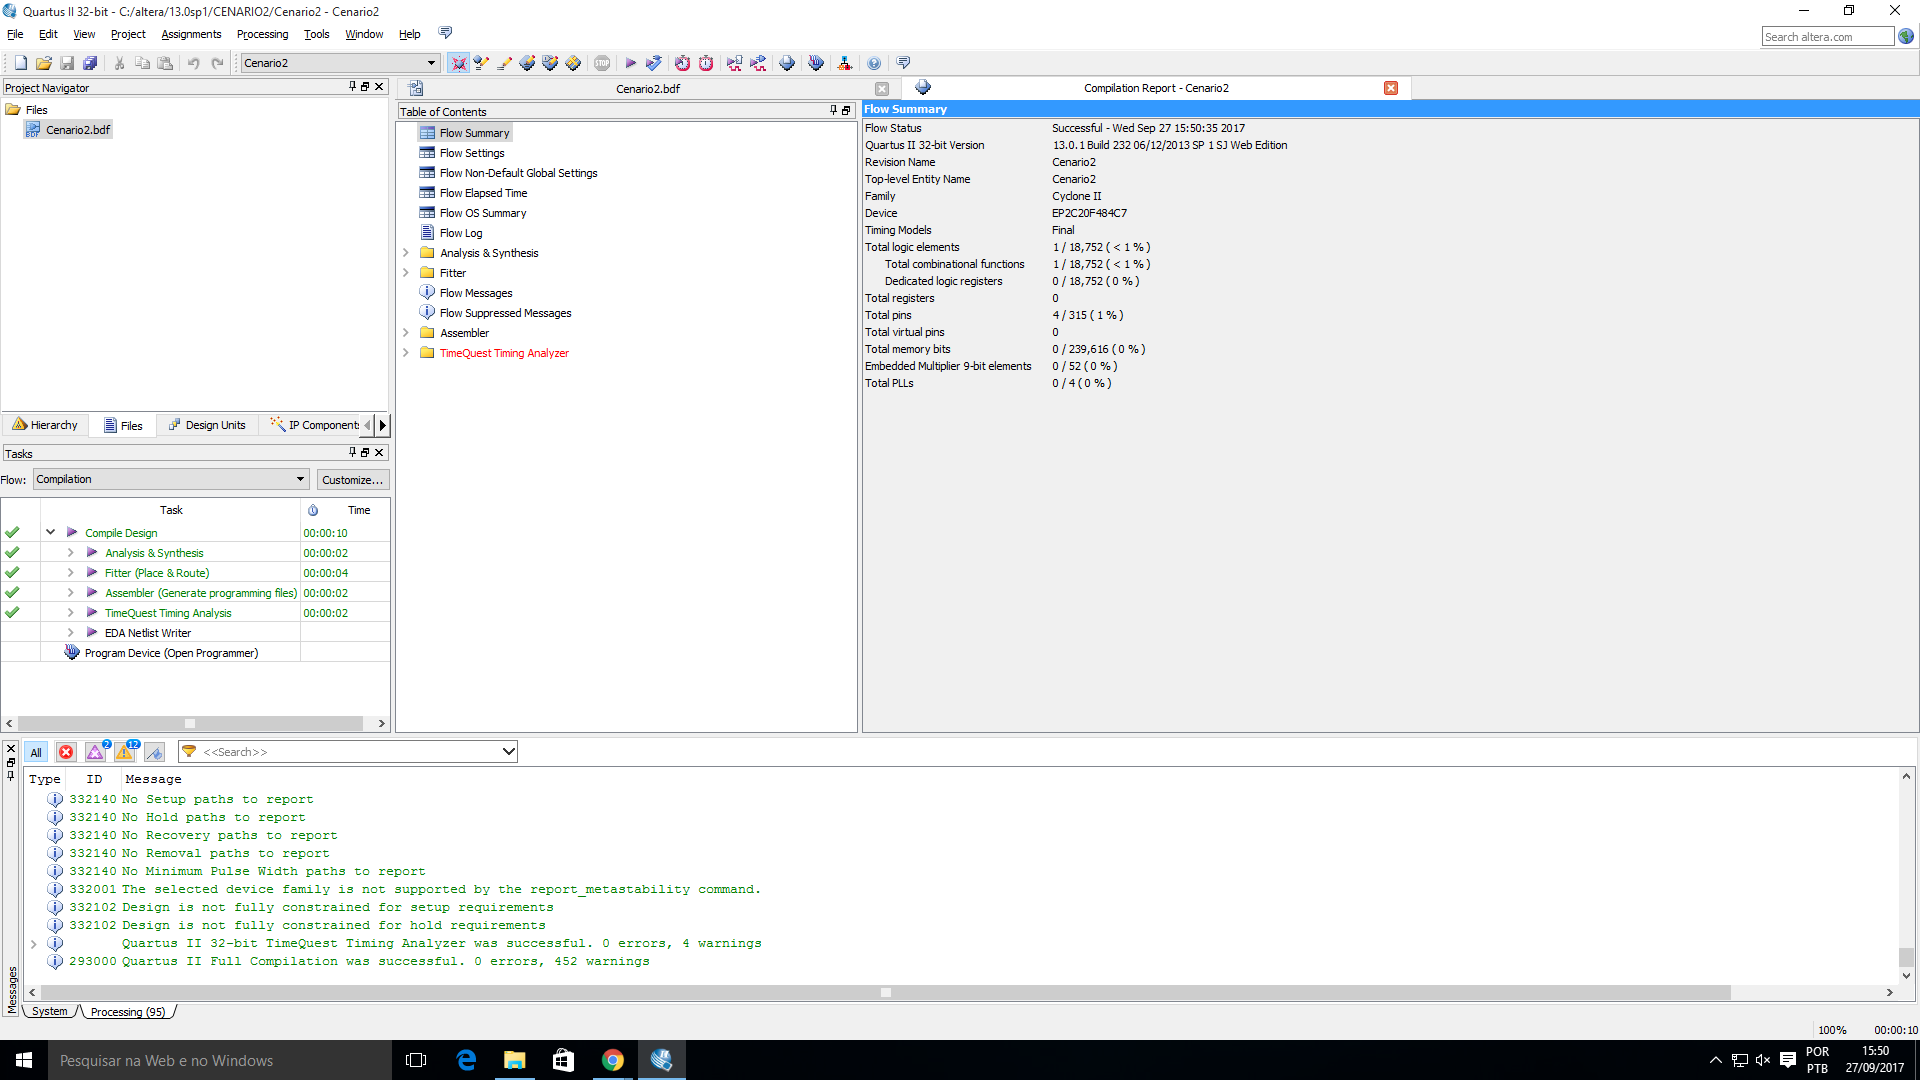 Quartus II 32-bit - C:/altera/13.0sp1/CENARIO2/Cenario2 - Cenario2
File Edit View Project Assignments Processing Tools Window Help
Search altera.com
Cenario2
Project Navigator
Files
Cenario2.bdf
Hierarchy Files Design Units IP Components
Tasks
Flow: Compilation Customize...
Task Time
Compile Design 00:00:10
Analysis & Synthesis 00:00:02
Fitter (Place & Route) 00:00:04
Assembler (Generate programming files) 00:00:02
TimeQuest Timing Analysis 00:00:02
EDA Netlist Writer
Program Device (Open Programmer)
Cenario2.bdf
Compilation Report - Cenario2
Table of Contents
Flow Summary
Flow Settings
Flow Non-Default Global Settings
Flow Elapsed Time
Flow OS Summary
Flow Log
Analysis & Synthesis
Fitter
Flow Messages
Flow Suppressed Messages
Assembler
TimeQuest Timing Analyzer
Flow Summary
Flow Status Successful - Wed Sep 27 15:50:35 2017
Quartus II 32-bit Version 13.0.1 Build 232 06/12/2013 SP 1 SJ Web Edition
Revision Name Cenario2
Top-level Entity Name Cenario2
Family Cyclone II
Device EP2C20F484C7
Timing Models Final
Total logic elements 1 / 18,752 ( < 1 % )
Total combinational functions 1 / 18,752 ( < 1 % )
Dedicated logic registers 0 / 18,752 ( 0 % )
Total registers 0
Total pins 4 / 315 ( 1 % )
Total virtual pins 0
Total memory bits 0 / 239,616 ( 0 % )
Embedded Multiplier 9-bit elements 0 / 52 ( 0 % )
Total PLLs 0 / 4 ( 0 % )
All 2 12 <<Search>>
Type ID Message
332140 No Setup paths to report
332140 No Hold paths to report
332140 No Recovery paths to report
332140 No Removal paths to report
332140 No Minimum Pulse Width paths to report
332001 The selected device family is not supported by the report_metastability command.
332102 Design is not fully constrained for setup requirements
332102 Design is not fully constrained for hold requirements
Quartus II 32-bit TimeQuest Timing Analyzer was successful. 0 errors, 4 warnings
293000 Quartus II Full Compilation was successful. 0 errors, 452 warnings
Messages
System Processing (95)
100% 00:00:10
Pesquisar na Web e no Windows
POR
PTB
15:50
27/09/2017